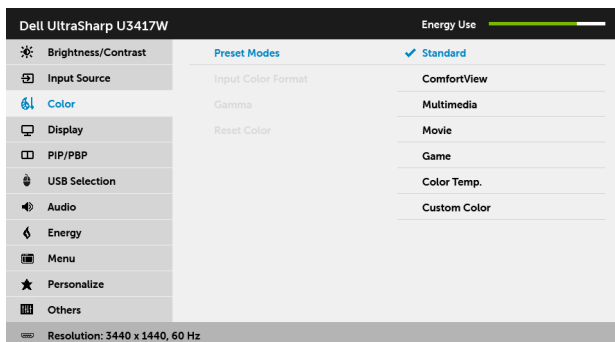 Dell UltraSharp U3417W
Energy Use
Brightness/Contrast
Input Source
Color
Display
PIP/PBP
USB Selection
Audio
Energy
Menu
Personalize
Others
Preset Modes
Input Color Format
Gamma
Reset Color
Standard
ComfortView
Multimedia
Movie
Game
Color Temp.
Custom Color
Resolution: 3440 x 1440, 60 Hz